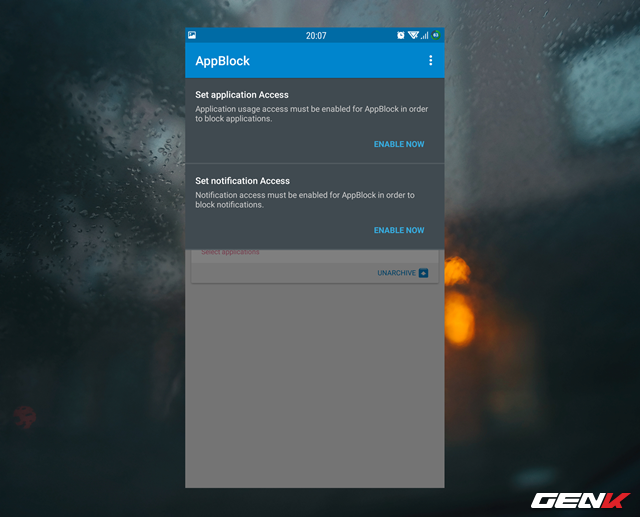 20:07
63
AppBlock
Set application Access
Application usage access must be enabled for AppBlock in order
to block applications.
ENABLE NOW
Set notification Access
Notification access must be enabled for AppBlock in order to
block notifications.
ENABLE NOW
Select applications
UNARCHIVE
GENK